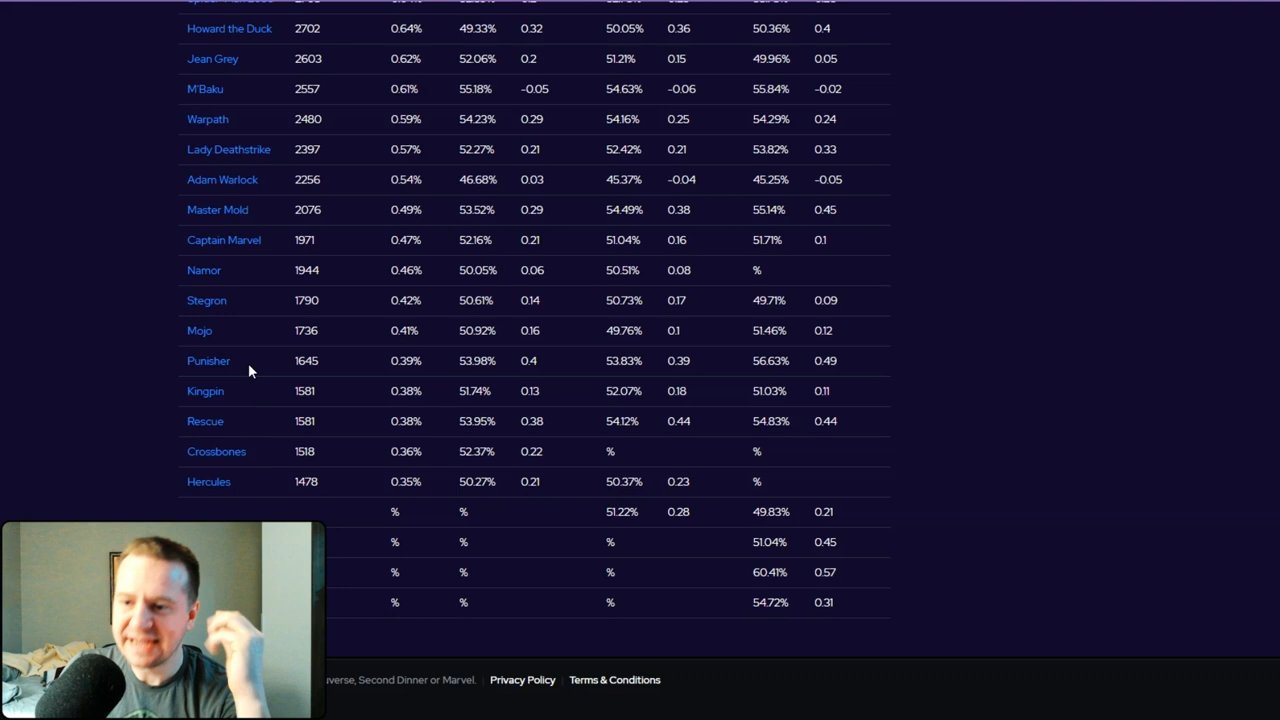 Howard the Duck 2702 0.64% 49.33% 0.32 50.05% 0.36 50.36% 0.4
Jean Grey 2603 0.62% 52.06% 0.2 51.21% 0.15 49.96% 0.05
M'Baku 2557 0.61% 55.18% -0.05 54.63% -0.06 55.84% -0.02
Warpath 2480 0.59% 54.23% 0.29 54.16% 0.25 54.29% 0.24
Lady Deathstrike 2397 0.57% 52.27% 0.21 52.42% 0.21 53.82% 0.33
Adam Warlock 2256 0.54% 46.68% 0.03 45.37% -0.04 45.25% -0.05
Master Mold 2076 0.49% 53.52% 0.29 54.49% 0.38 55.14% 0.45
Captain Marvel 1971 0.47% 52.16% 0.21 51.04% 0.16 51.71% 0.1
Namor 1944 0.46% 50.05% 0.06 50.51% 0.08 %
Stegron 1790 0.42% 50.61% 0.14 50.73% 0.17 49.71% 0.09
Mojo 1736 0.41% 50.92% 0.16 49.76% 0.1 51.46% 0.12
Punisher 1645 0.39% 53.98% 0.4 53.83% 0.39 56.63% 0.49
Kingpin 1581 0.38% 51.74% 0.13 52.07% 0.18 51.03% 0.11
Rescue 1581 0.38% 53.95% 0.38 54.12% 0.44 54.83% 0.44
Crossbones 1518 0.36% 52.37% 0.22 % %
Hercules 1478 0.35% 50.27% 0.21 50.37% 0.23 %
% % 51.22% 0.28 49.83% 0.21
% % % 51.04% 0.45
% % % 60.41% 0.57
% % % 54.72% 0.31
uverse, Second Dinner or Marvel. Privacy Policy Terms & Conditions